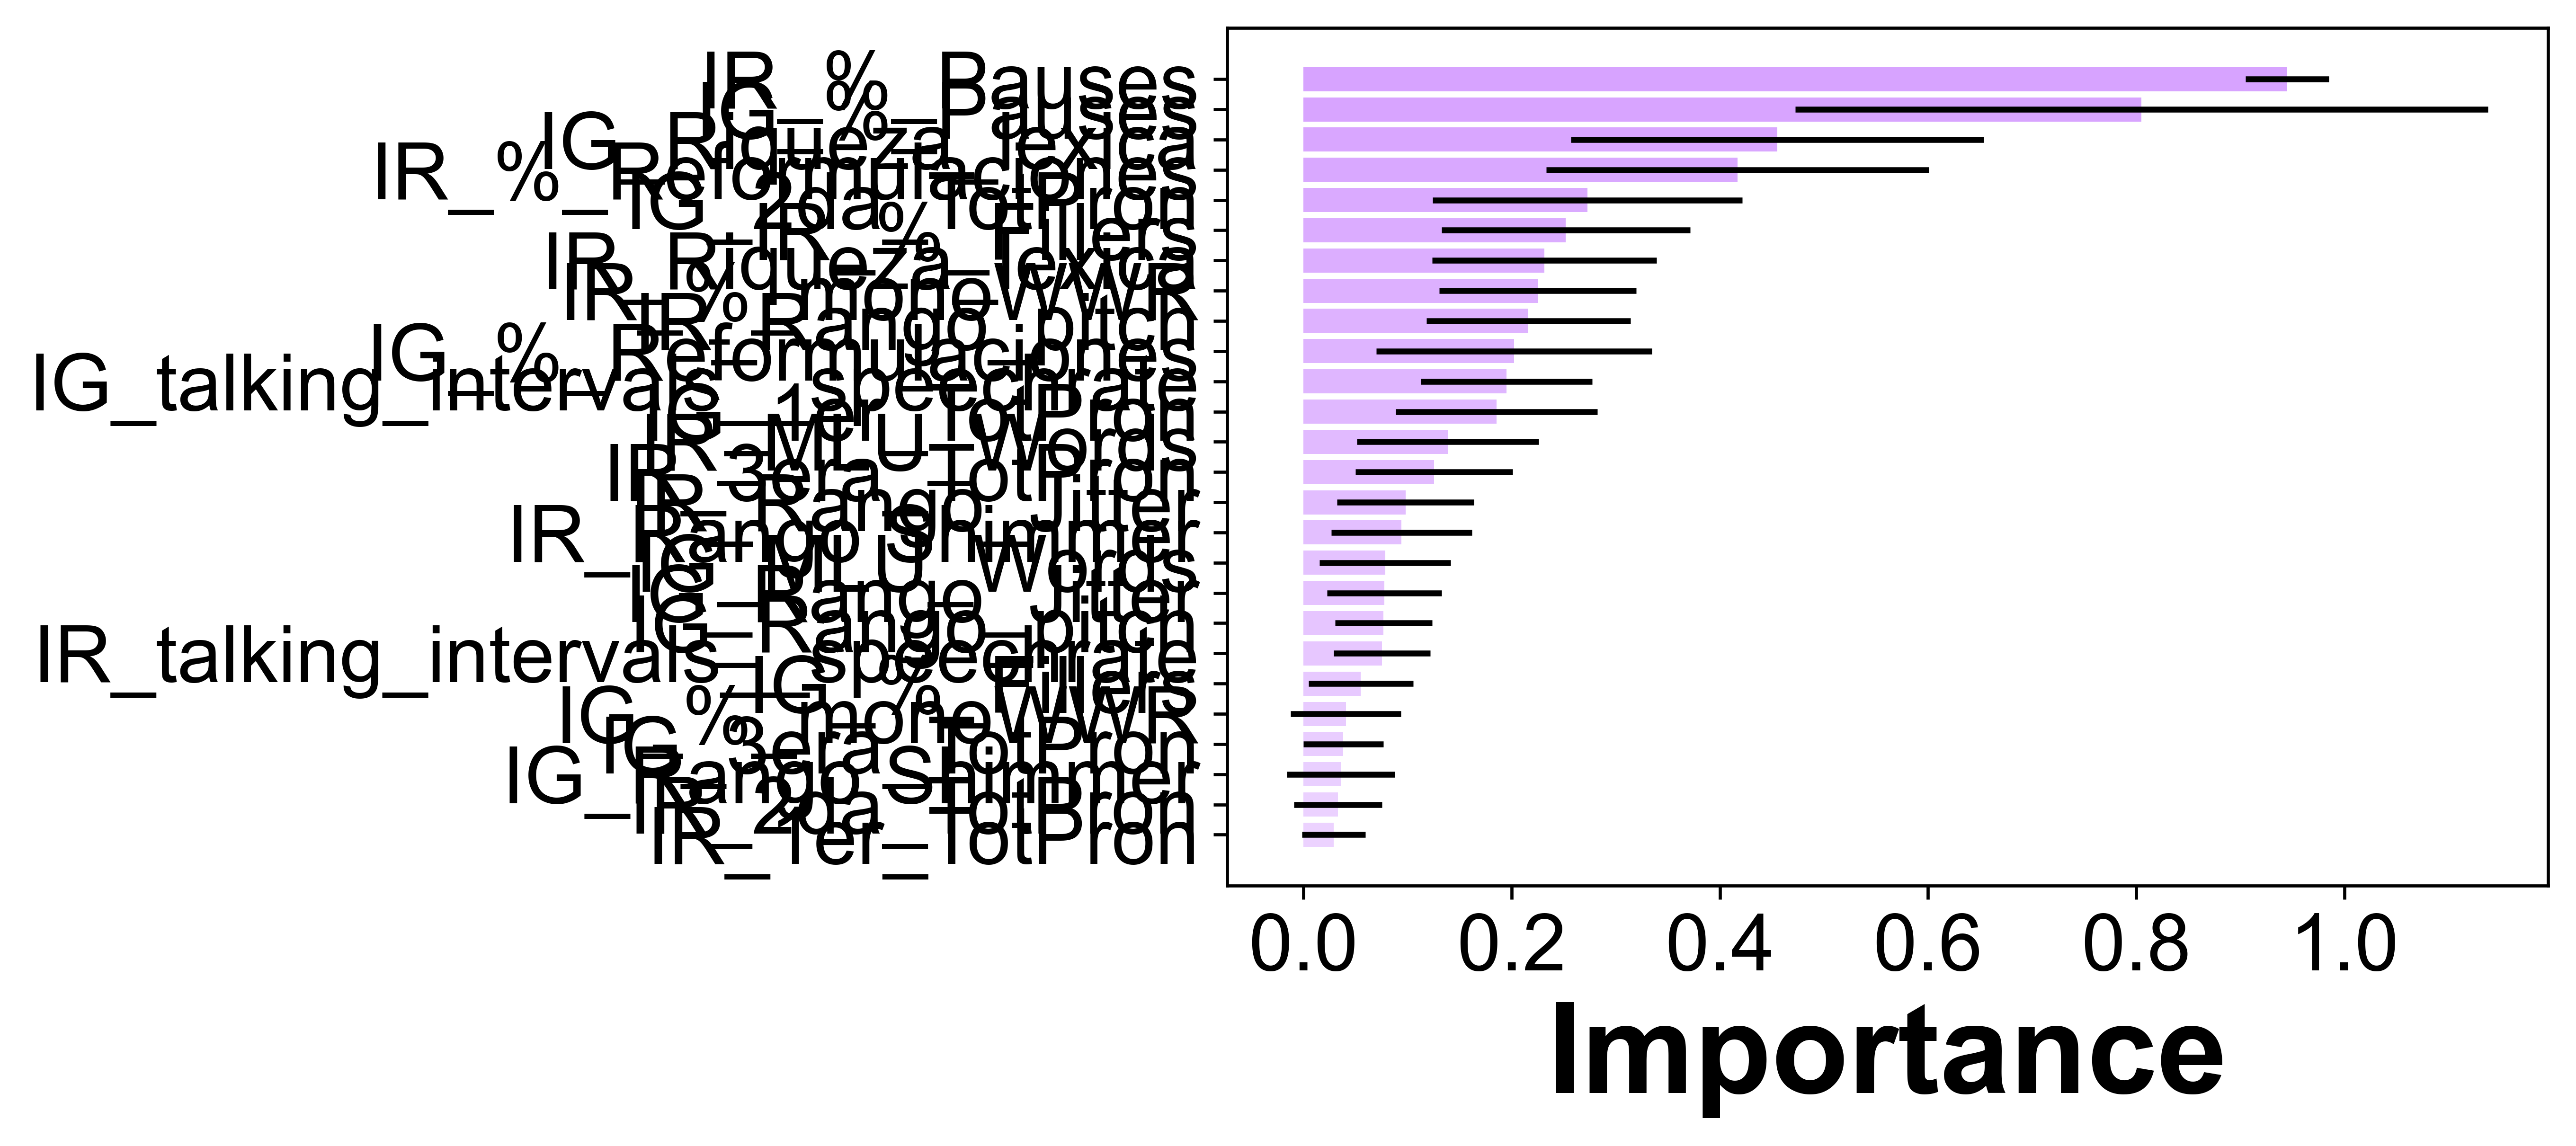 IR_%_Pauses
IG_%_Pauses
IG_Riqueza_lexica
IR_%_Reformulaciones
IG_2da_TotPron
IR_%_Fillers
IR_Riqueza_lexica
IR_%_mono_WWR
IR_Rango_pitch
IG_%_Reformulaciones
IG_talking_intervals_speechrate
IG_1er_TotPron
IR_MLU_Words
IR_3era_TotPron
IR_Rango_Jitter
IR_Rango_Shimmer
IG_MLU_Words
IG_Rango_Jitter
IG_Rango_pitch
IR_talking_intervals_speechrate
IG_%_Fillers
IG_%_mono_WWR
IG_3era_TotPron
IG_Rango_Shimmer
IR_2da_TotPron
IR_1er_TotPron
0.0 0.2 0.4 0.6 0.8 1.0
Importance